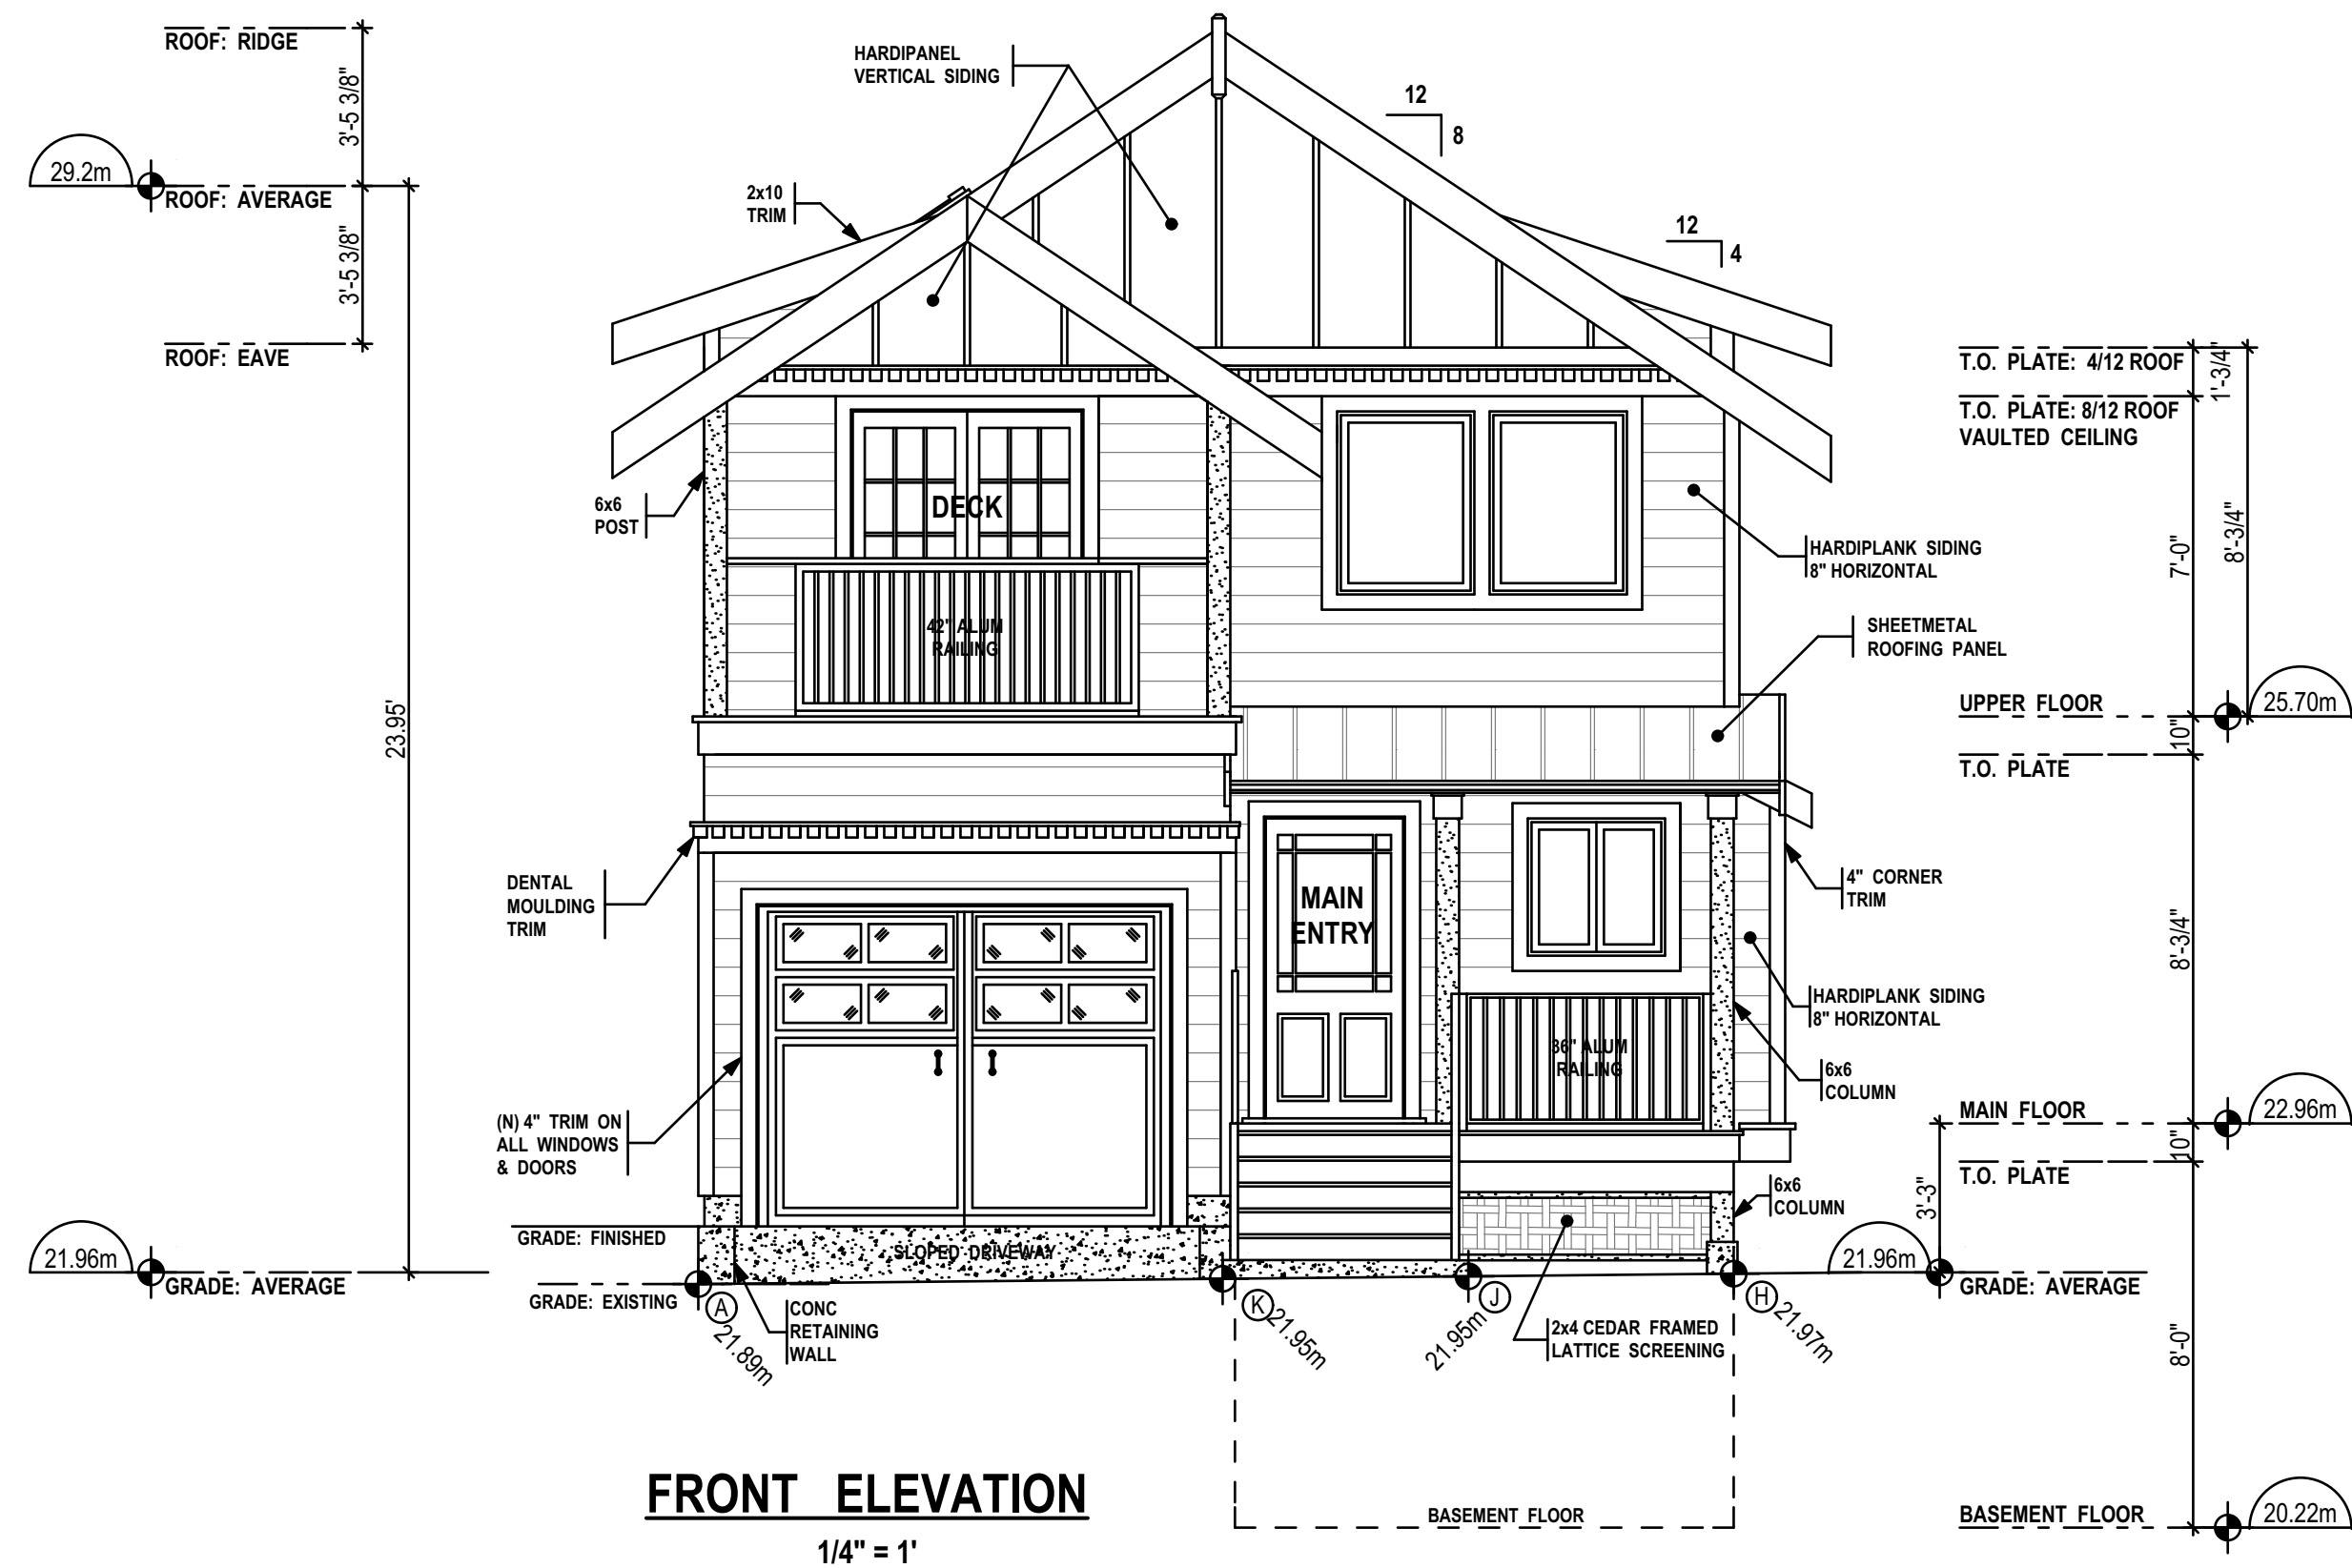 ROOF: RIDGE
3'-5 3/8"
29.2m
ROOF: AVERAGE
3'-5 3/8"
ROOF: EAVE
23.95'
21.96m
GRADE: AVERAGE
HARDIPANEL
VERTICAL SIDING
12
8
2x10
TRIM
12
4
6x6
POST
DECK
42" ALUM
RAILING
HARDIPLANK SIDING
8" HORIZONTAL
SHEETMETAL
ROOFING PANEL
DENTAL
MOULDING
TRIM
MAIN
ENTRY
4" CORNER
TRIM
HARDIPLANK SIDING
8" HORIZONTAL
36" ALUM
RAILING
6x6
COLUMN
(N) 4" TRIM ON
ALL WINDOWS
& DOORS
6x6
COLUMN
GRADE: FINISHED
SLOPED DRIVEWAY
GRADE: EXISTING
A
21.89m
CONC
RETAINING
WALL
K
21.95m
J
21.95m
2x4 CEDAR FRAMED
LATTICE SCREENING
H
21.97m
T.O. PLATE: 4/12 ROOF
1'-3/4"
T.O. PLATE: 8/12 ROOF
VAULTED CEILING
7'-0"
8'-3/4"
UPPER FLOOR
25.70m
10"
T.O. PLATE
8'-3/4"
MAIN FLOOR
22.96m
10"
T.O. PLATE
3'-3"
21.96m
GRADE: AVERAGE
8'-0"
BASEMENT FLOOR
20.22m
BASEMENT FLOOR
FRONT ELEVATION
1/4" = 1'